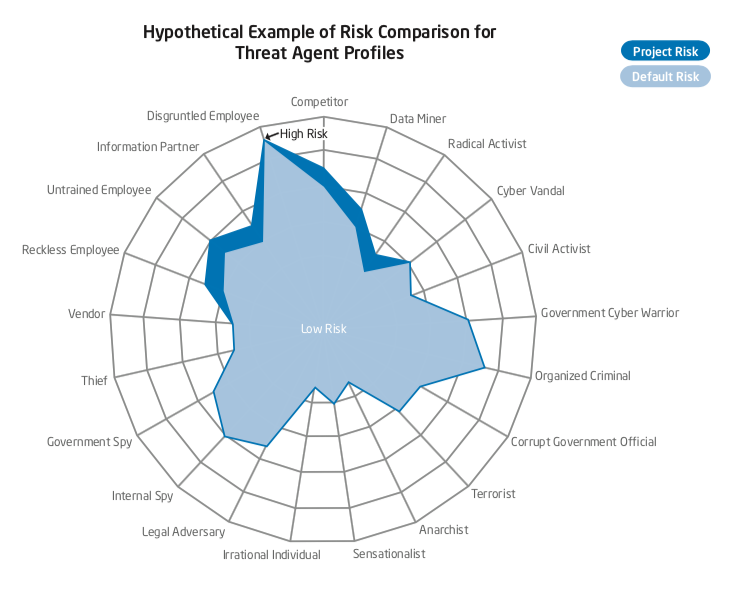 Hypothetical Example of Risk Comparison for
Threat Agent Profiles
Project Risk
Default Risk
Competitor
Data Miner
Radical Activist
Cyber Vandal
Civil Activist
Government Cyber Warrior
Organized Criminal
Corrupt Government Official
Terrorist
Anarchist
Sensationalist
Irrational Individual
Legal Adversary
Internal Spy
Government Spy
Thief
Vendor
Reckless Employee
Untrained Employee
Information Partner
Disgruntled Employee
High Risk
Low Risk